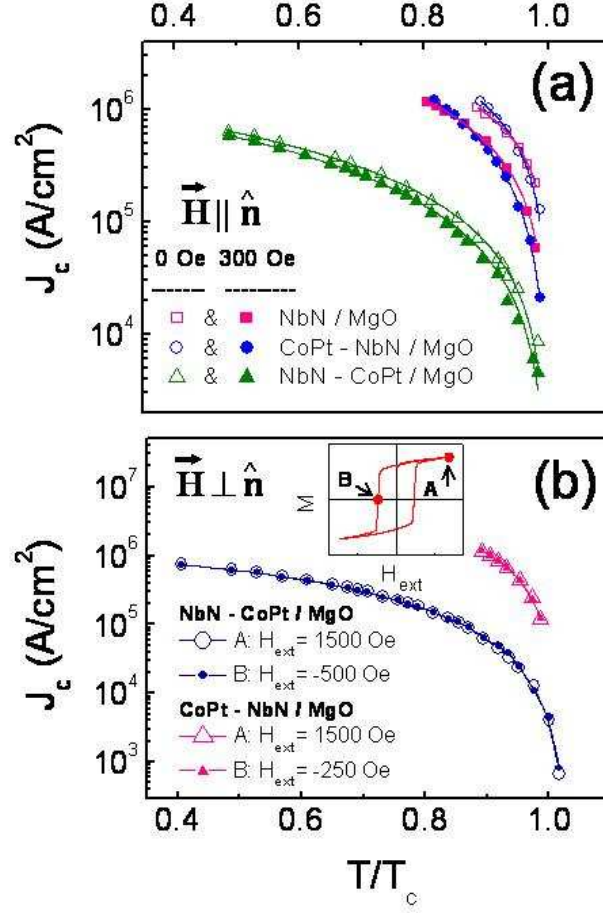 0.4 0.6 0.8 1.0
(a)
10^6
10^5
10^4
J_c (A/cm^2)
H || n̂
0 Oe 300 Oe
□ & ■ NbN / MgO
○ & ● CoPt - NbN / MgO
△ & ▲ NbN - CoPt / MgO
(b)
10^7
10^6
10^5
10^4
10^3
J_c (A/cm^2)
H ⊥ n̂
B
A
M
H_ext
NbN - CoPt / MgO
A: H_ext = 1500 Oe
B: H_ext = -500 Oe
CoPt - NbN / MgO
A: H_ext = 1500 Oe
B: H_ext = -250 Oe
0.4 0.6 0.8 1.0
T/T_c